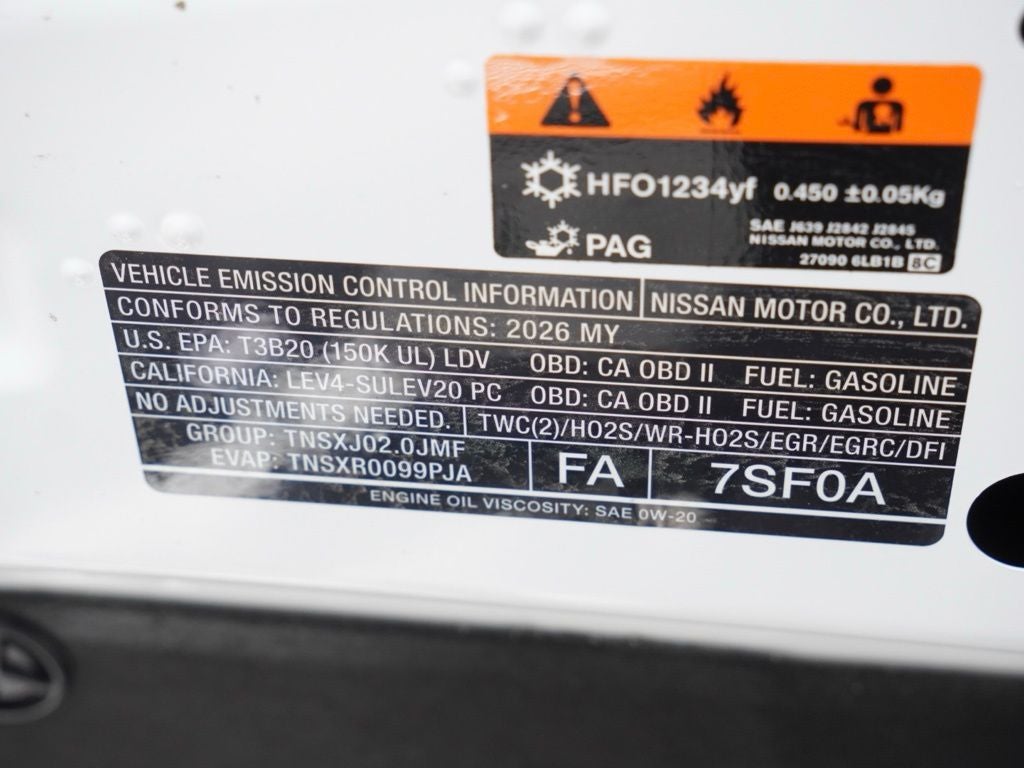 HFO1234yf 0.450 ±0.05Kg
PAG
SAE J639 J2842 J2845
NISSAN MOTOR CO., LTD.
27090 6LB1B 8C
VEHICLE EMISSION CONTROL INFORMATION NISSAN MOTOR CO., LTD.
CONFORMS TO REGULATIONS: 2026 MY
U.S. EPA: T3B20 (150K UL) LDV OBD: CA OBD II FUEL: GASOLINE
CALIFORNIA: LEV4-SULEV20 PC OBD: CA OBD II FUEL: GASOLINE
NO ADJUSTMENTS NEEDED. TWC(2)/HO2S/WR-HO2S/EGR/EGRC/DFI
GROUP: TNSXJ02.0JMF
EVAP: TNSXR0099PJA
FA 7SF0A
ENGINE OIL VISCOSITY: SAE 0W-20